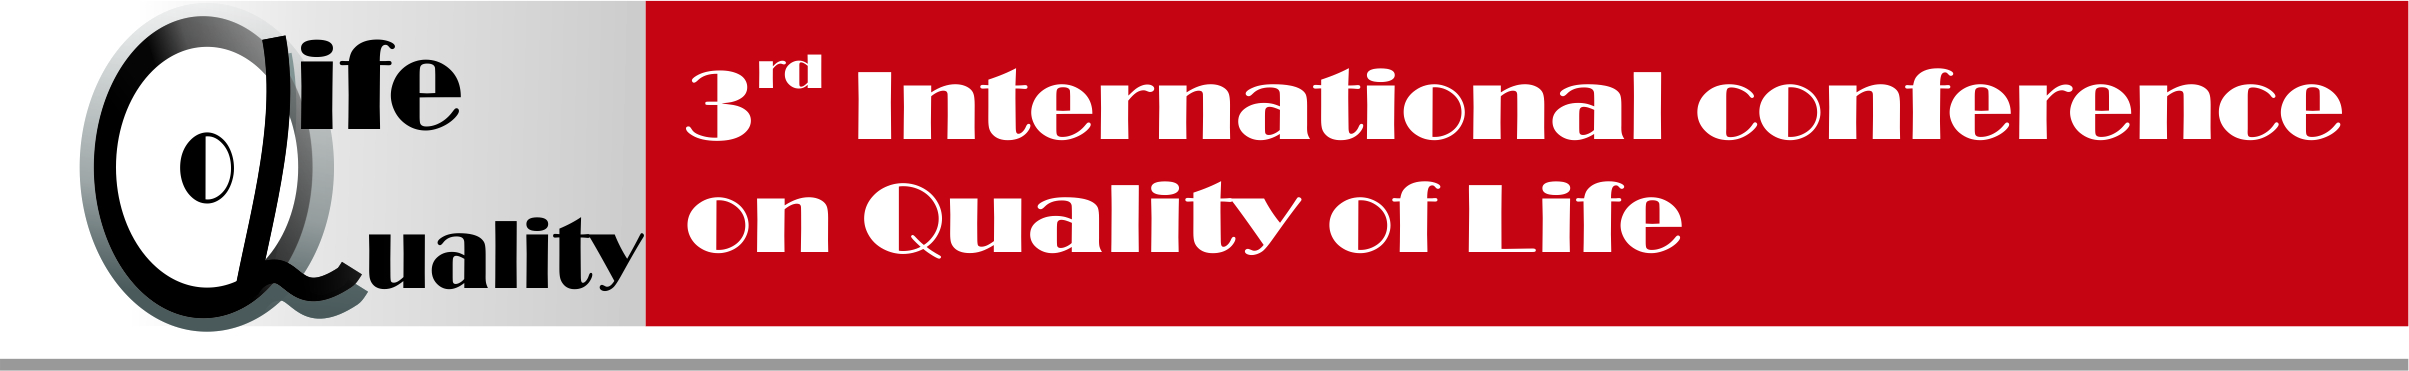 Life
Quality
3rd International conference
on Quality of Life